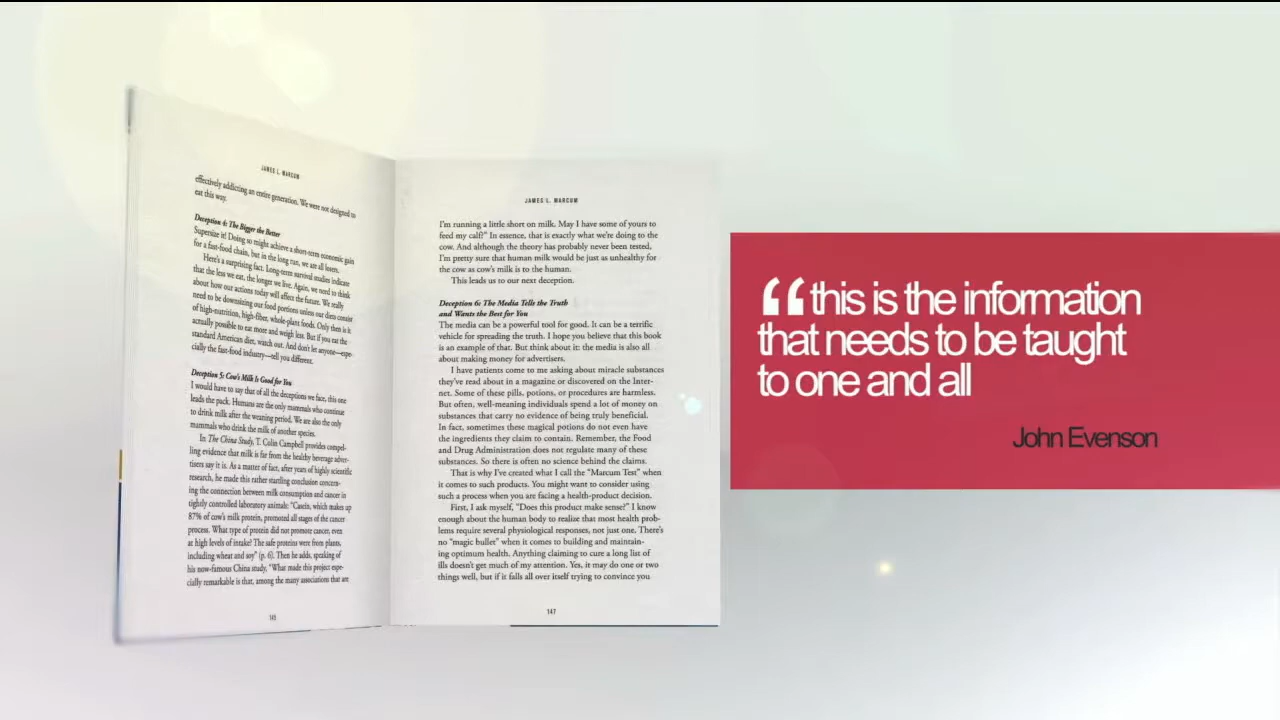 JAMES L. MARCUM
effectively addicting an entire generation. We were not designed to
eat this way.
Deception 4: The Bigger the Better
Supersize it! Doing so might achieve a short-term economic gain
for a fast-food chain, but in the long run, we are all losers.
Here's a surprising fact. Long-term survival studies indicate
that the less we eat, the longer we live. Again, we need to think
about how our actions today will affect the future. We really
need to be downsizing our food portions unless our diets consist
of high-nutrition, high-fiber, whole-plant foods. Only then is it
actually possible to eat more and weigh less. But if you eat the
standard American diet, watch out. And don't let anyone—espe-
cially the fast-food industry—tell you different.
Deception 5: Cow's Milk Is Good for You
I would have to say that of all the deceptions we face, this one
leads the pack. Humans are the only mammals who continue
to drink milk after the weaning period. We are also the only
mammals who drink the milk of another species.
In The China Study, T. Colin Campbell provides compel-
ling evidence that milk is far from the healthy beverage adver-
tisers say it is. As a matter of fact, after years of highly scientific
research, he made this rather startling conclusion concern-
ing the connection between milk consumption and cancer in
tightly controlled laboratory animals: "Casein, which makes up
87% of cow's milk protein, promoted all stages of the cancer
process. What type of protein did not promote cancer, even
at high levels of intake? The safe proteins were from plants,
including wheat and soy" (p. 6). Then he adds, speaking of
his now-famous China study, "What made this project espe-
cially remarkable is that, among the many associations that are
JAMES L. MARCUM
I'm running a little short on milk. May I have some of yours to
feed my calf?" In essence, that is exactly what we're doing to the
cow. And although the theory has probably never been tested,
I'm pretty sure that human milk would be just as unhealthy for
the cow as cow's milk is to the human.
This leads us to our next deception.
Deception 6: The Media Tells the Truth
and Wants the Best for You
The media can be a powerful tool for good. It can be a terrific
vehicle for spreading the truth. I hope you believe that this book
is an example of that. But think about it: the media is also all
about making money for advertisers.
I have patients come to me asking about miracle substances
they've read about in a magazine or discovered on the Inter-
net. Some of these pills, potions, or procedures are harmless.
But often, well-meaning individuals spend a lot of money on
substances that carry no evidence of being truly beneficial.
In fact, sometimes these magical potions do not even have
the ingredients they claim to contain. Remember, the Food
and Drug Administration does not regulate many of these
substances. So there is often no science behind the claims.
That is why I've created what I call the "Marcum Test" when
it comes to such products. You might want to consider using
such a process when you are facing a health-product decision.
First, I ask myself, "Does this product make sense?" I know
enough about the human body to realize that most health prob-
lems require several physiological responses, not just one. There's
no "magic bullet" when it comes to building and maintain-
ing optimum health. Anything claiming to cure a long list of
ills doesn't get much of my attention. Yes, it may do one or two
things well, but if it falls all over itself trying to convince you
147
“this is the information
that needs to be taught
to one and all
John Evenson